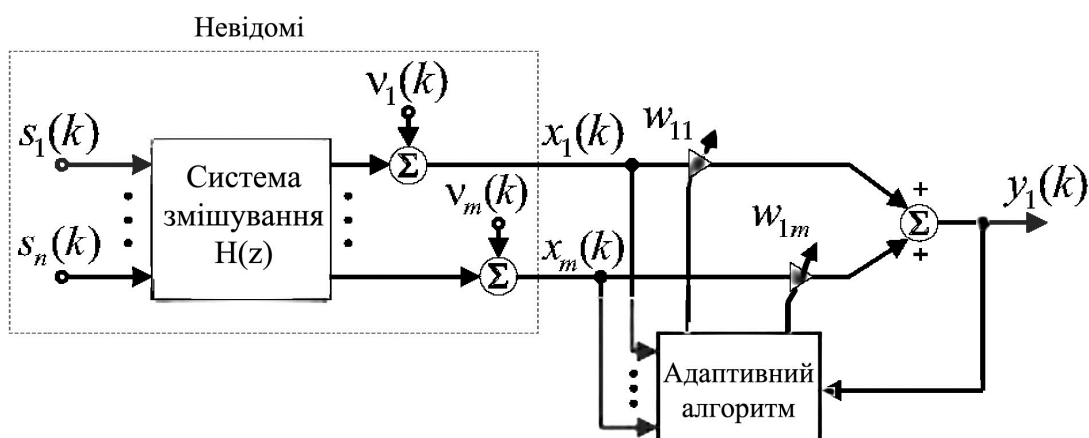 Невідомі
ν₁(k)
s₁(k)
x₁(k)
w₁₁
Σ
Система
змішування
H(z)
νₘ(k)
w₁ₘ
+
y₁(k)
Σ
+
sₙ(k)
xₘ(k)
Σ
Адаптивний
алгоритм